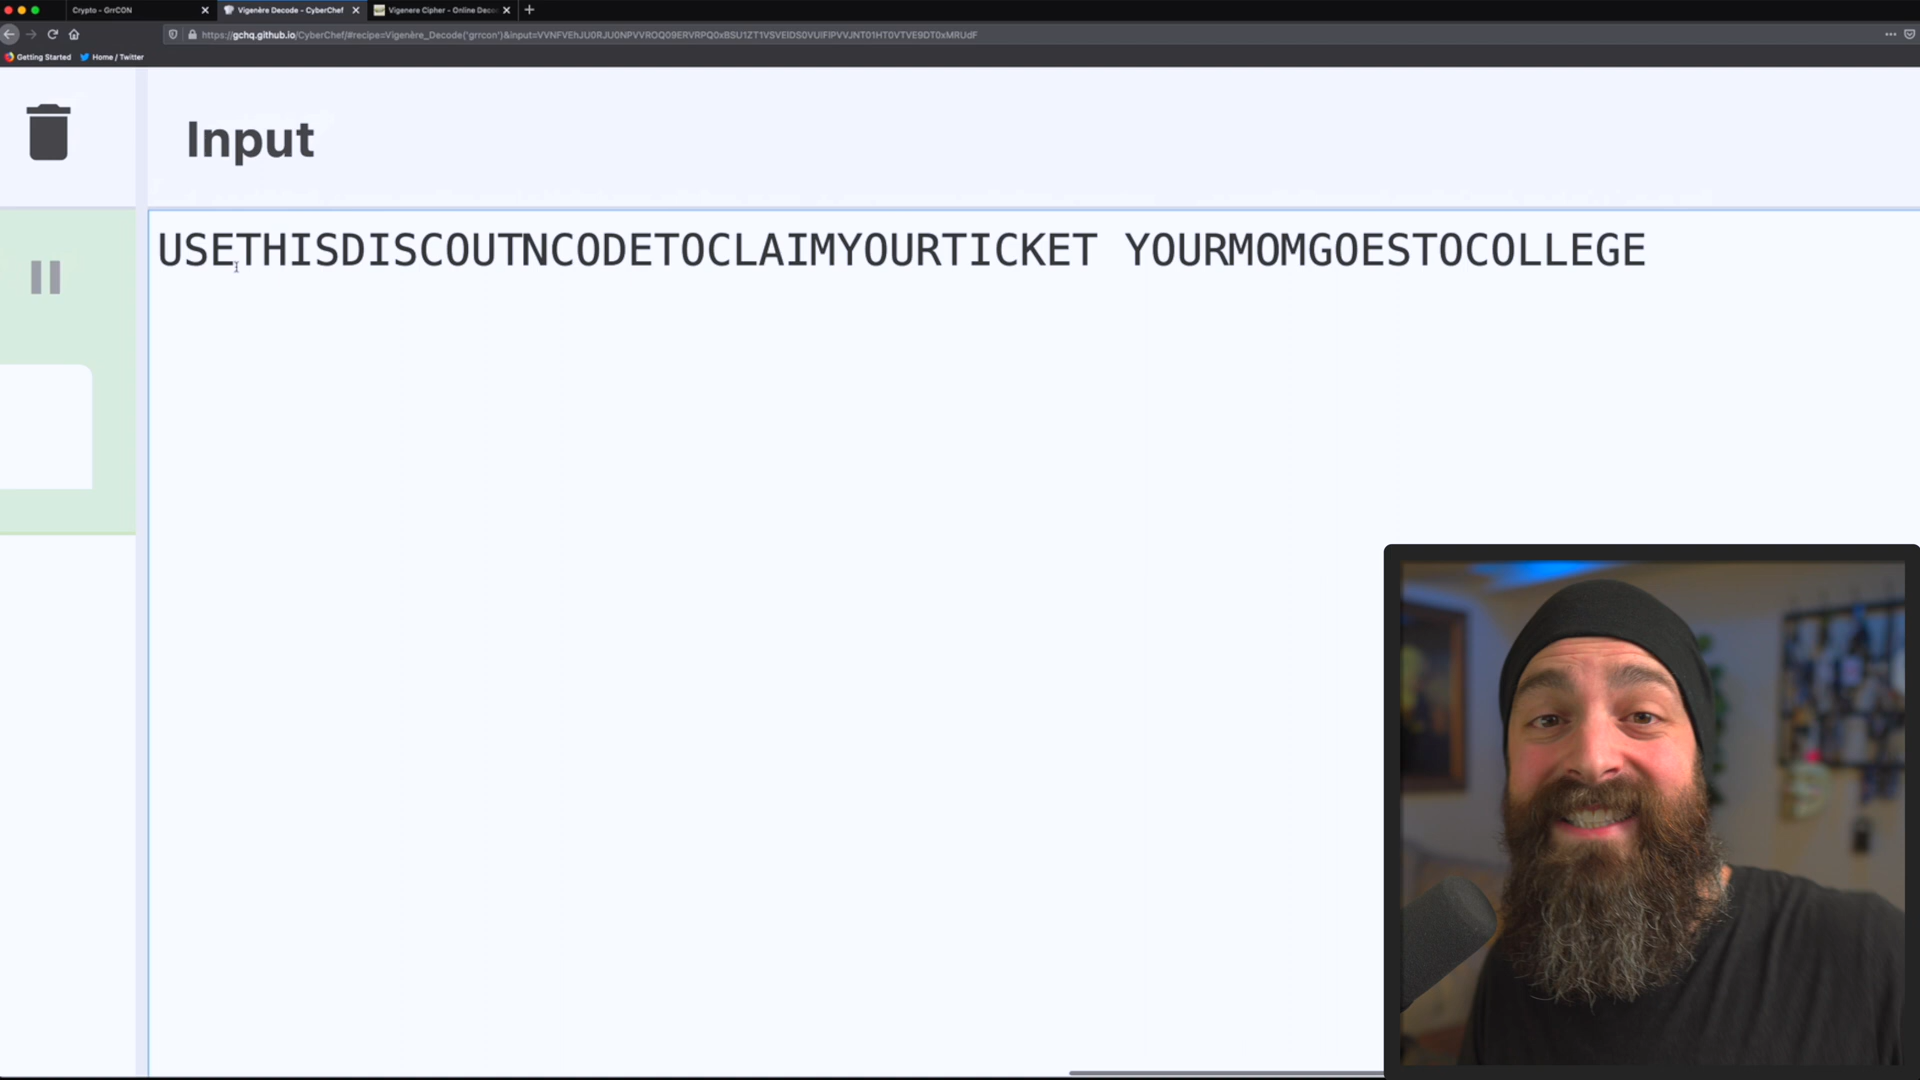 Crypto - GrrCON
Vigenère Decode - CyberChef
Vigenere Cipher - Online Deco
Getting Started
Home / Twitter
Input
USETHISDISCOUTNCODETOCLAIMYOURTICKET YOURMOMGOESTOCOLLEGE